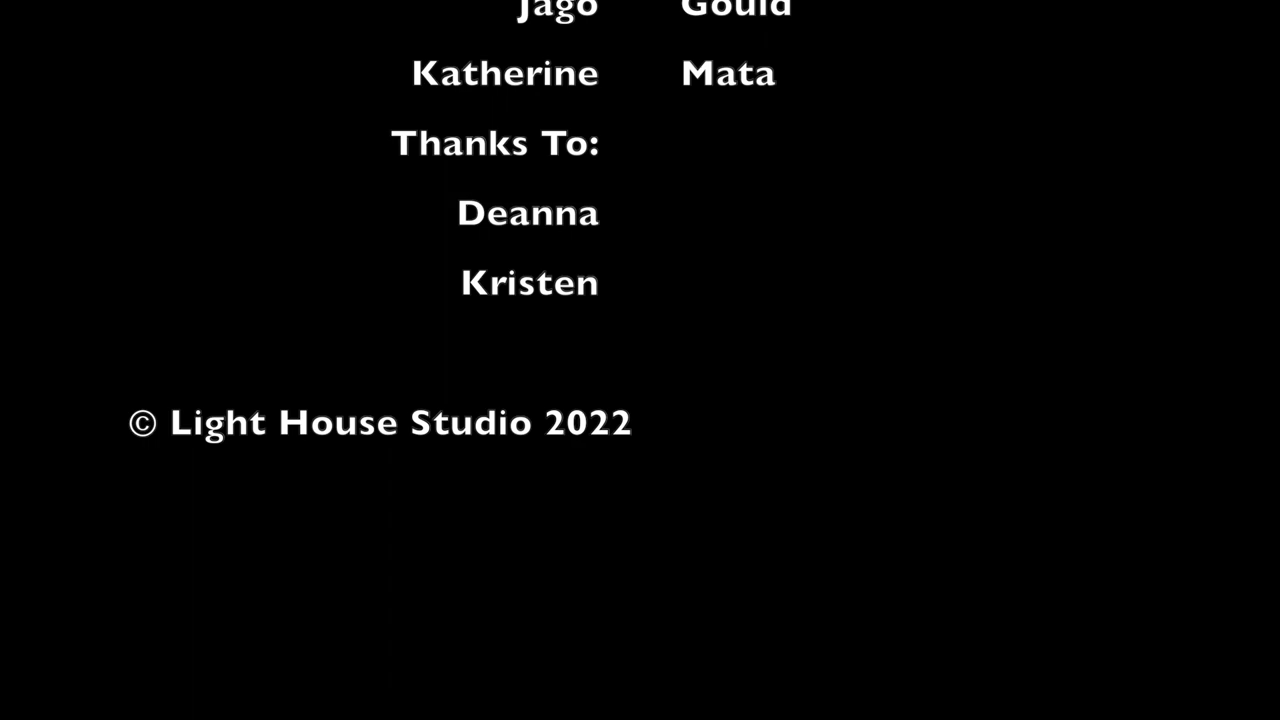 Jago Gould
Katherine Mata
Thanks To:
Deanna
Kristen
© Light House Studio 2022